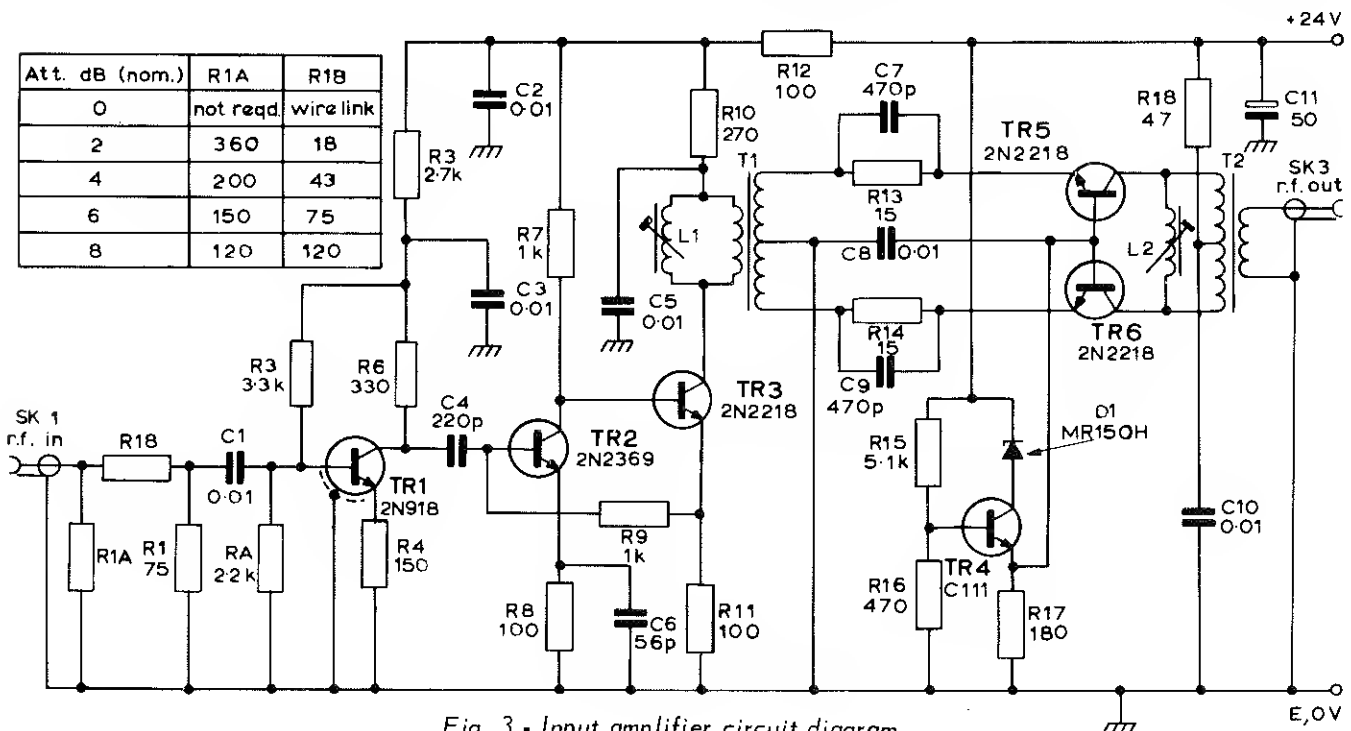 +24V
Att. dB (nom.) R1A R1B
0 not reqd. wire link
2 360 18
4 200 43
6 150 75
8 120 120
C2
0·01
R3
2·7k
C3
0·01
R3
3·3k
R6
330
R7
1k
R10
270
R12
100
C7
470p
T1
L1
C5
0·01
R13
15
C8 0·01
R14
15
C9
470p
TR5
2N2218
TR6
2N2218
L2
T2
R18
47
C11
50
SK3
r.f. out
SK 1
r.f. in
R18
C1
0·01
R1A
R1
75
RA
2·2k
TR1
2N918
R4
150
C4
220p
TR2
2N2369
TR3
2N2218
R9
1k
R8
100
C6
56p
R11
100
R15
5·1k
D1
MR150H
TR4
C111
R16
470
R17
180
C10
0·01
E,0V
Fig. 3 - Input amplifier circuit diagram